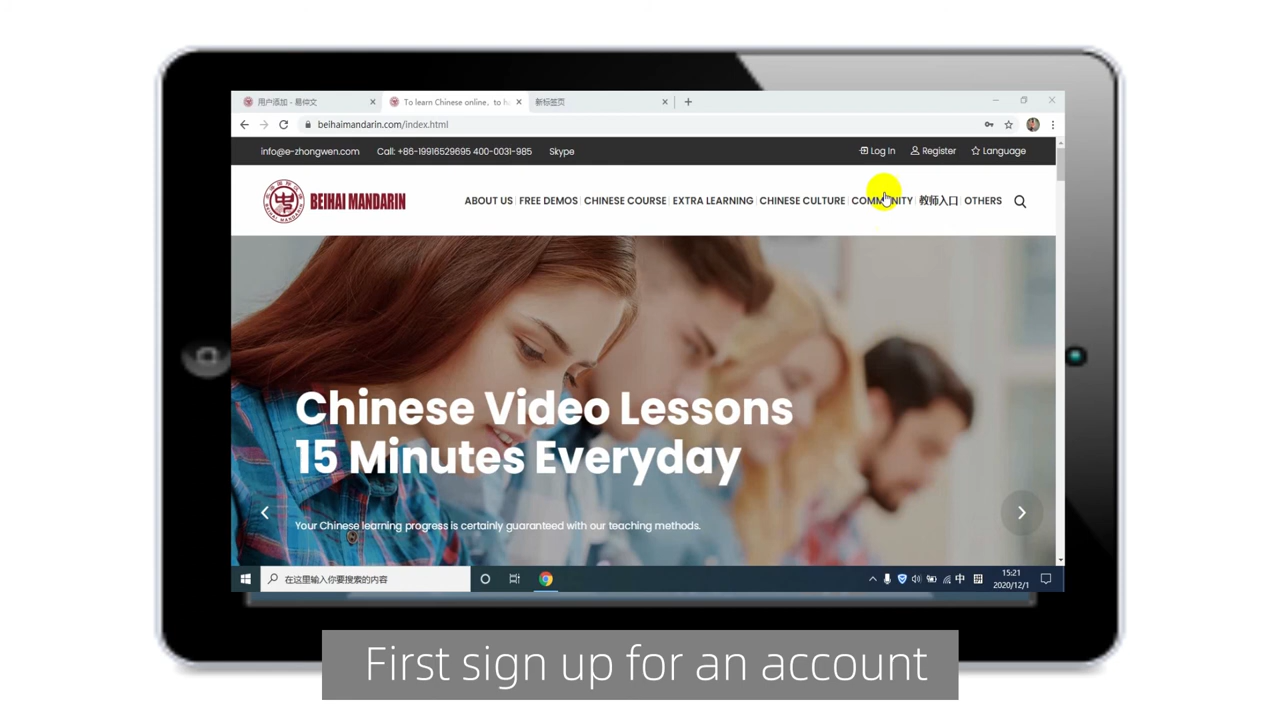 用户添加 - 易仲文
To learn Chinese online, to h
新标签页
beihaimandarin.com/index.html
info@e-zhongwen.com Call: +86-19916529695 400-0031-985 Skype
Log In Register Language
BEIHAI MANDARIN
ABOUT US FREE DEMOS CHINESE COURSE EXTRA LEARNING CHINESE CULTURE COMMUNITY 教师入口 OTHERS
Chinese Video Lessons
15 Minutes Everyday
Your Chinese learning progress is certainly guaranteed with our teaching methods.
在这里输入你要搜索的内容
中
15:21
2020/12/1
First sign up for an account